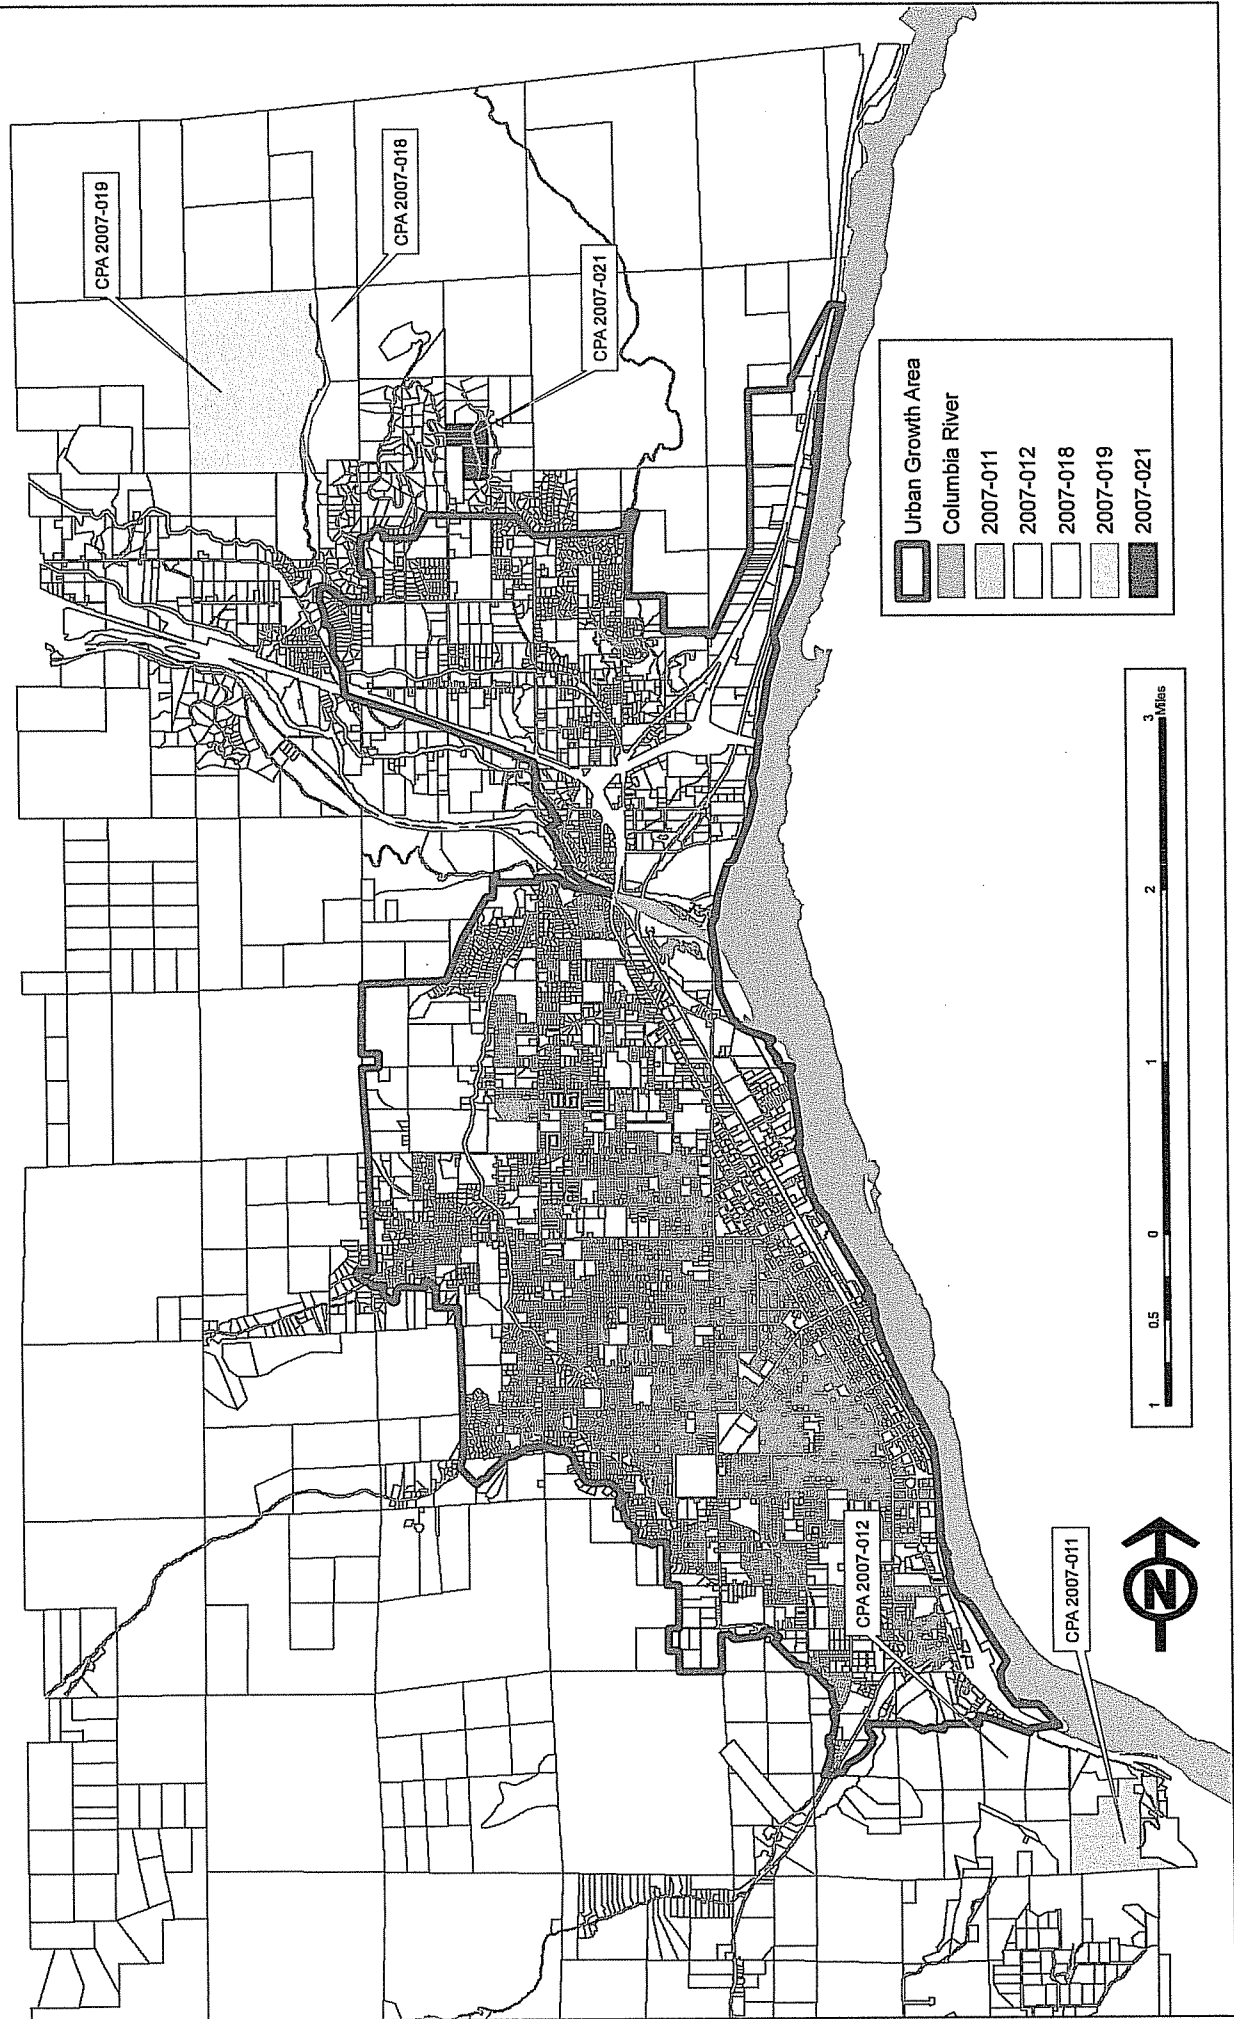 CPA 2007-019
CPA 2007-018
CPA 2007-021
CPA 2007-012
CPA 2007-011
Urban Growth Area
Columbia River
2007-011
2007-012
2007-018
2007-019
2007-021
1 0.5 0 1 2 3
Miles
N